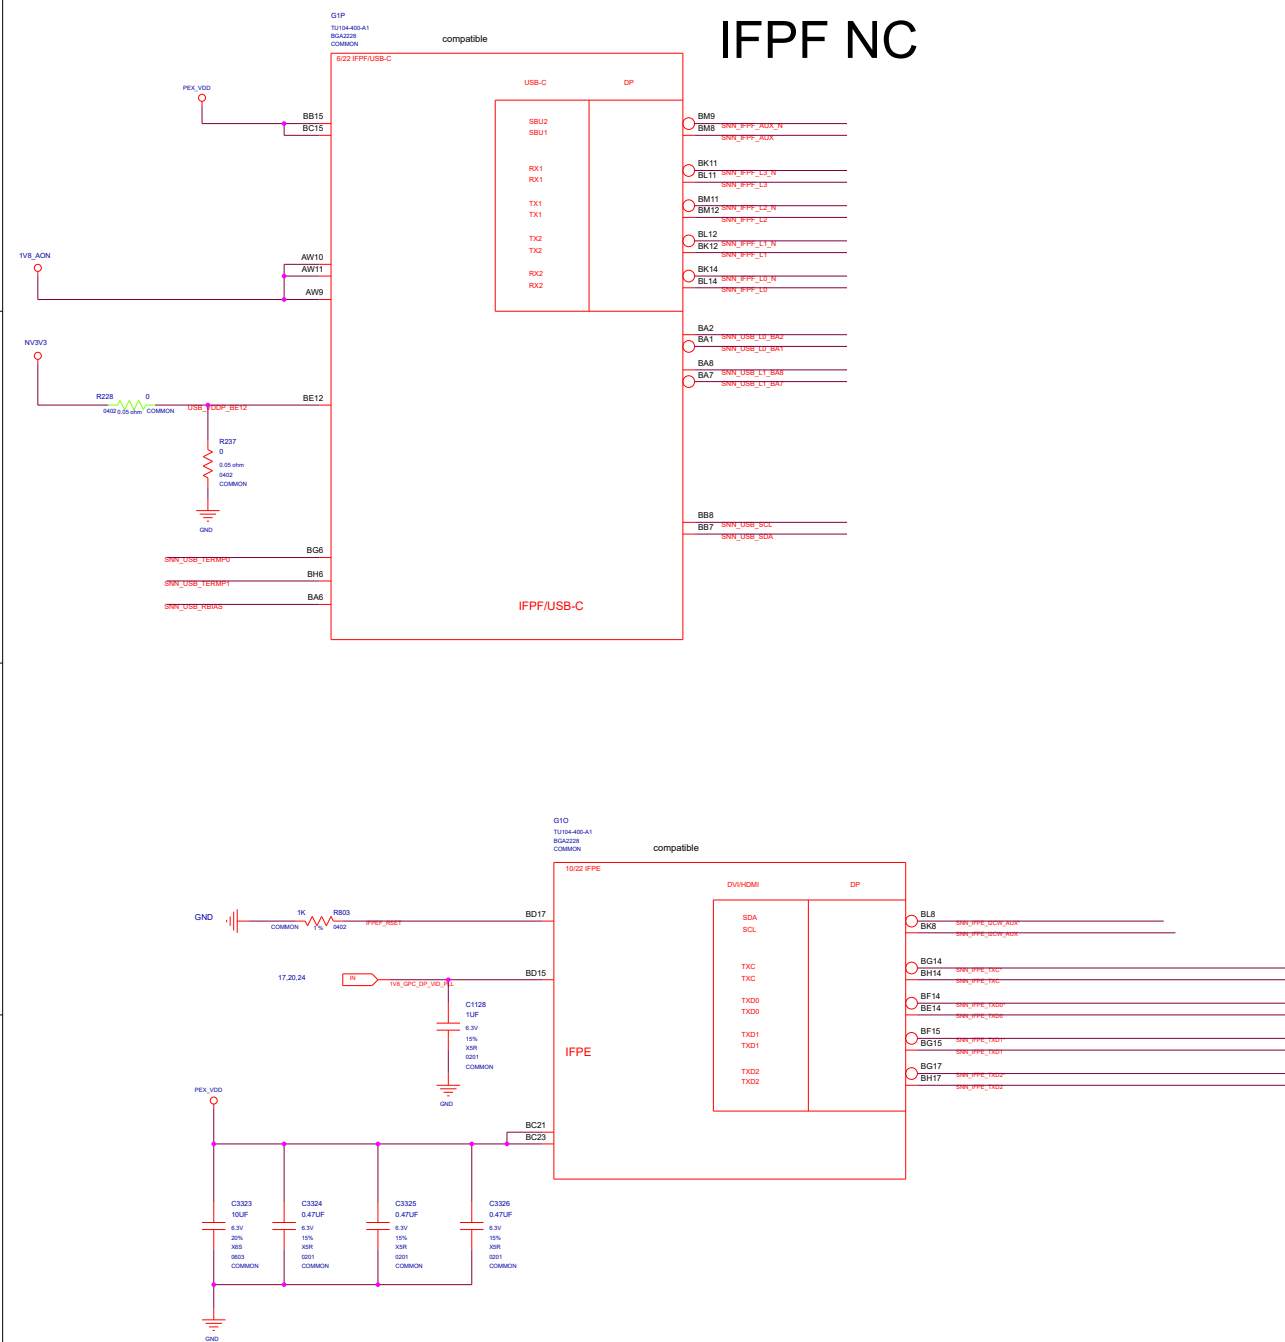 IFPF NC
G1P
TU104-400-A1
BGA2228
COMMON
compatible
6/22 IFPF/USB-C
USB-C DP
PEX_VDD
BB15
BC15
SBU2
SBU1
BM9 SNN_IFPF_AUX_N
BM8 SNN_IFPF_AUX
RX1
RX1
BK11 SNN_IFPF_L3_N
BL11 SNN_IFPF_L3
TX1
TX1
BM11 SNN_IFPF_L2_N
BM12 SNN_IFPF_L2
TX2
TX2
BL12 SNN_IFPF_L1_N
BK12 SNN_IFPF_L1
1V8_AON
AW10
AW11
AW9
RX2
RX2
BK14 SNN_IFPF_L0_N
BL14 SNN_IFPF_L0
NV3V3
BA2 SNN_USB_L0_BA2
BA1 SNN_USB_L0_BA1
BA8 SNN_USB_L1_BA8
BA7 SNN_USB_L1_BA7
R228 0
0402 0.05 ohm COMMON
USB_VDDP_BE12
BE12
R237
0
0.05 ohm
0402
COMMON
GND
BB8 SNN_USB_SCL
BB7 SNN_USB_SDA
SNN_USB_TERMP0 BG6
SNN_USB_TERMP1 BH6
SNN_USB_RBIAS BA6
IFPF/USB-C
G1O
TU104-400-A1
BGA2228
COMMON
compatible
10/22 IFPE
DVI/HDMI DP
GND
1K R803
COMMON 1% 0402
IFPEF_RSET
BD17
SDA
SCL
BL8 SNN_IFPE_I2CW_AUX*
BK8 SNN_IFPE_I2CW_AUX
17,20,24 IN
1V8_GPC_DP_VID_PLL
BD15
TXC
TXC
BG14 SNN_IFPE_TXC*
BH14 SNN_IFPE_TXC
TXD0
TXD0
BF14 SNN_IFPE_TXD0*
BE14 SNN_IFPE_TXD0
C1128
1UF
6.3V
15%
X5R
0201
COMMON
GND
TXD1
TXD1
BF15 SNN_IFPE_TXD1*
BG15 SNN_IFPE_TXD1
IFPE
TXD2
TXD2
BG17 SNN_IFPE_TXD2*
BH17 SNN_IFPE_TXD2
PEX_VDD
BC21
BC23
C3323 C3324 C3325 C3326
10UF 0.47UF 0.47UF 0.47UF
6.3V 6.3V 6.3V 6.3V
20% 15% 15% 15%
X6S X5R X5R X5R
0603 0201 0201 0201
COMMON COMMON COMMON COMMON
GND